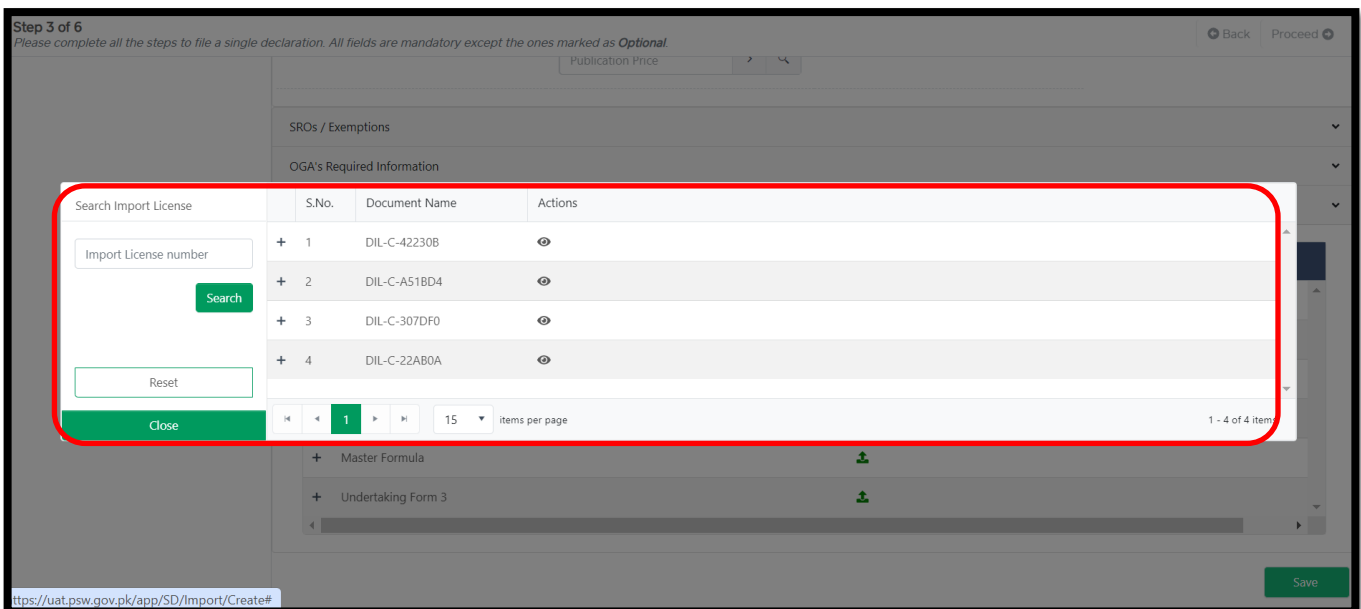 Step 3 of 6
Please complete all the steps to file a single declaration. All fields are mandatory except the ones marked as Optional.
Back Proceed
Publication Price
SROs / Exemptions
OGA's Required Information
Search Import License
S.No. Document Name Actions
Import License number
Search
Reset
Close
+ 1 DIL-C-42230B
+ 2 DIL-C-A51BD4
+ 3 DIL-C-307DF0
+ 4 DIL-C-22AB0A
1 15 items per page 1 - 4 of 4 items
+ Master Formula
+ Undertaking Form 3
Save
ttps://uat.psw.gov.pk/app/SD/Import/Create#